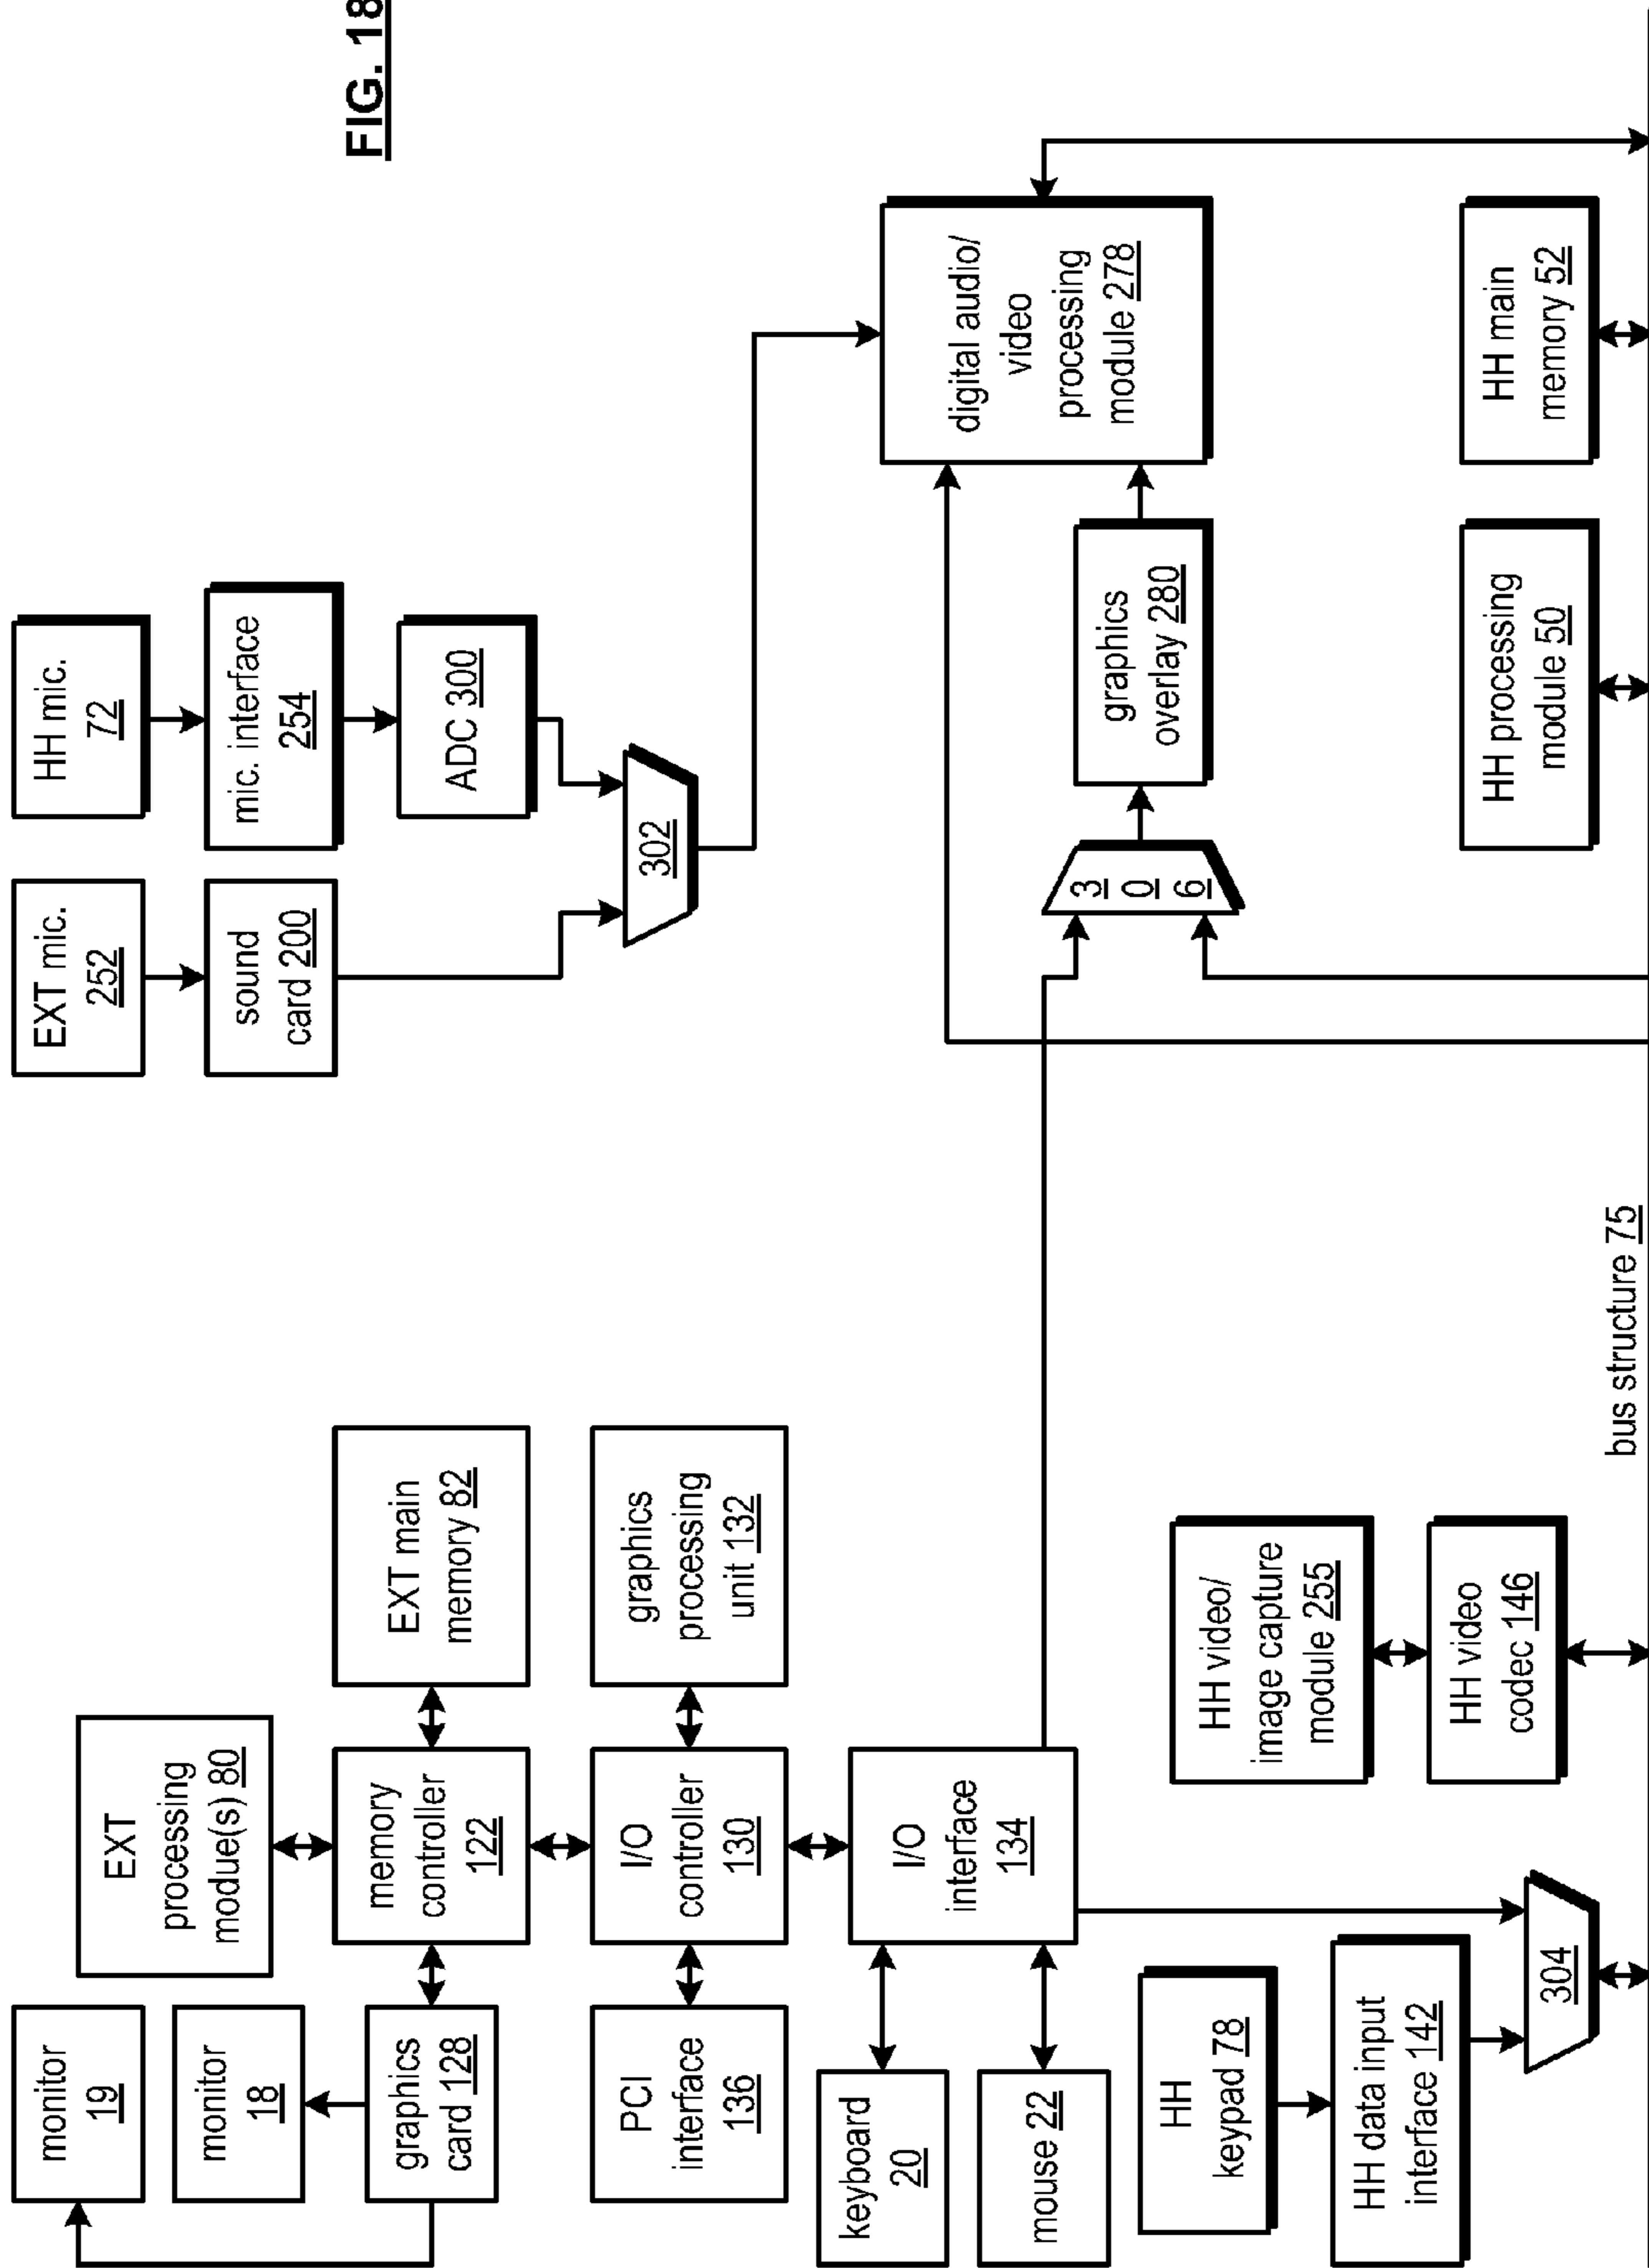 FIG. 18
monitor
19
monitor
18
graphics
card 128
EXT
processing
modue(s) 80
memory
controller
122
EXT main
memory 82
PCI
interface
136
I/O
controller
130
graphics
processing
unit 132
keyboard
20
mouse 22
I/O
interface
134
HH
keypad 78
HH data input
interface 142
304
HH video/
image capture
module 255
HH video
codec 146
bus structure 75
EXT mic.
252
sound
card 200
HH mic.
72
mic. interface
254
ADC 300
302
306
graphics
overlay 280
digital audio/
video
processing
module 278
HH processing
module 50
HH main
memory 52